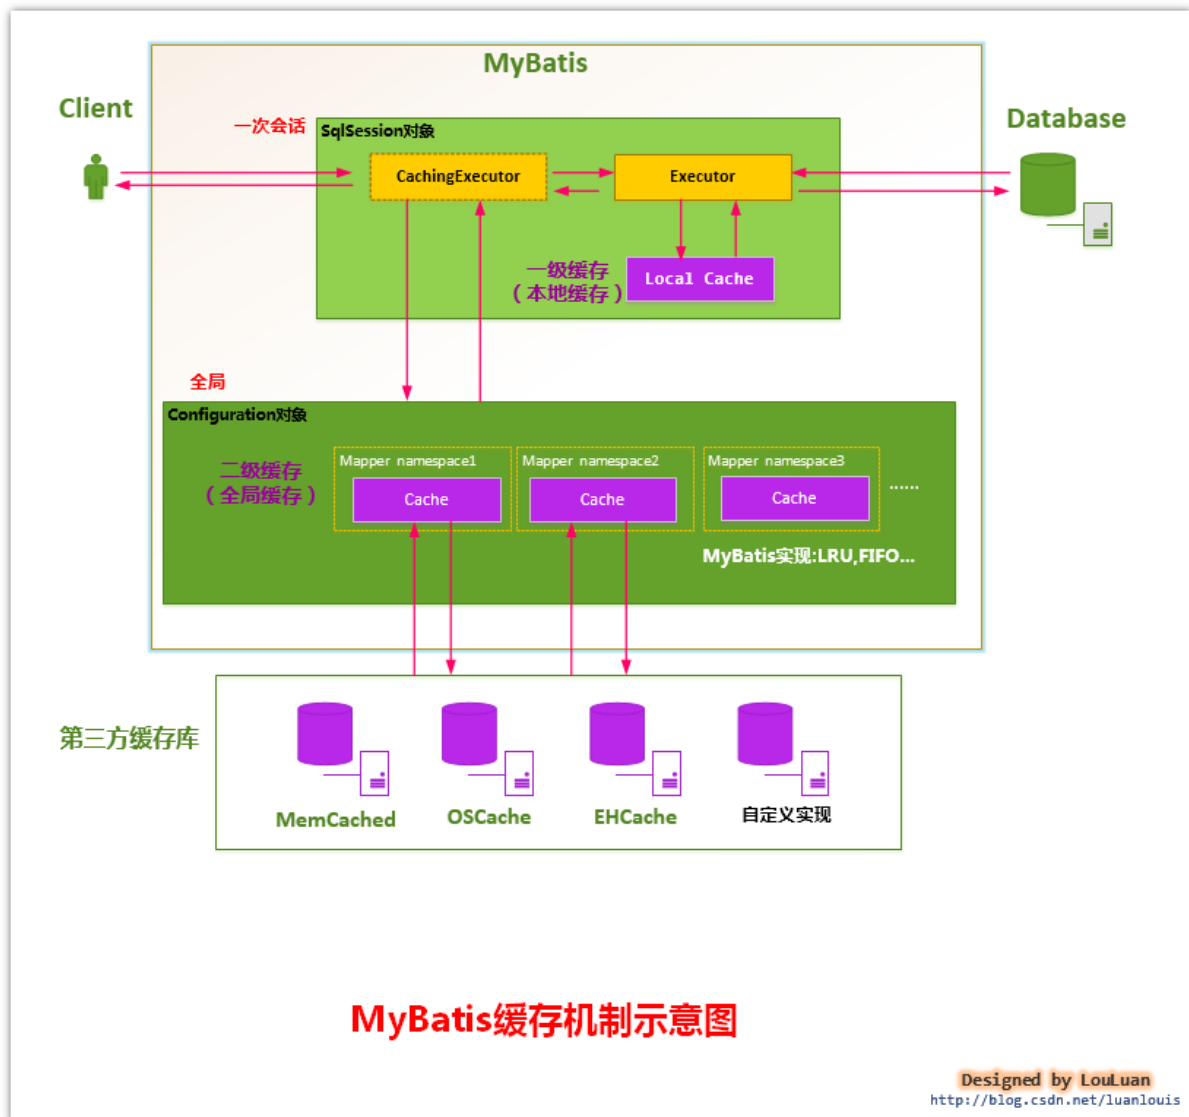 MyBatis
Client
一次会话
SqlSession对象
Database
CachingExecutor
Executor
一级缓存
（本地缓存）
Local Cache
全局
Configuration对象
二级缓存
（全局缓存）
Mapper namespace1
Cache
Mapper namespace2
Cache
Mapper namespace3
Cache
......
MyBatis实现:LRU,FIFO...
第三方缓存库
MemCached
OSCache
EHCache
自定义实现
MyBatis缓存机制示意图
Designed by LouLuan
http://blog.csdn.net/luanlouis